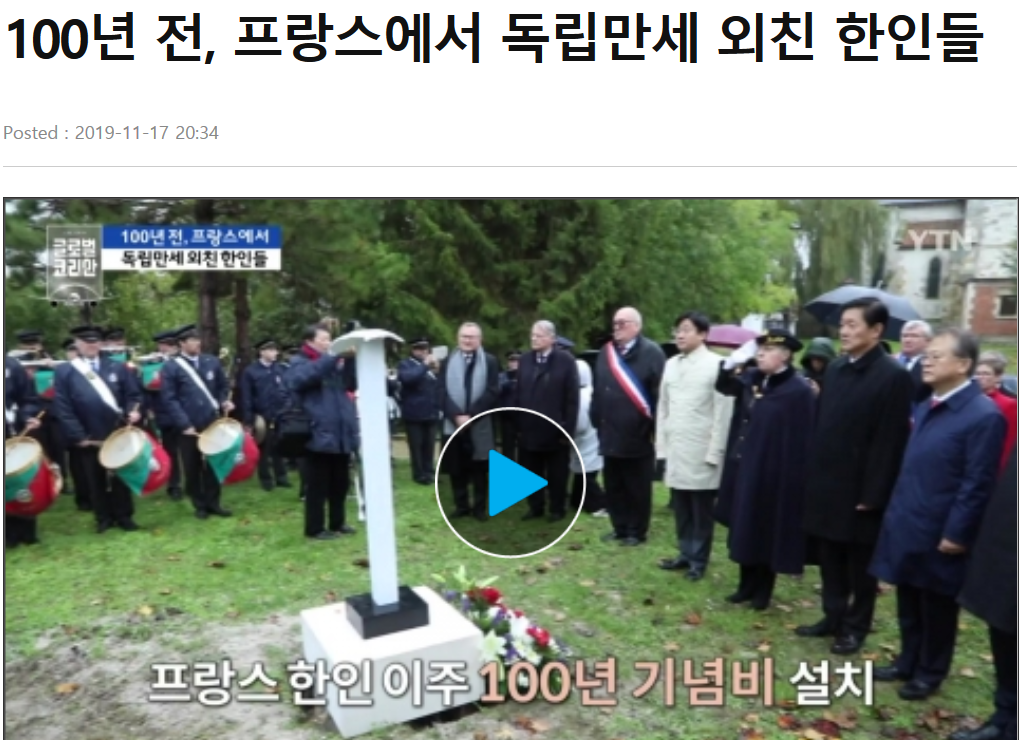 100년 전, 프랑스에서 독립만세 외친 한인들
Posted : 2019-11-17 20:34
글로벌
코리안
100년 전, 프랑스에서
독립만세 외친 한인들
YTN
프랑스 한인 이주 100년 기념비 설치